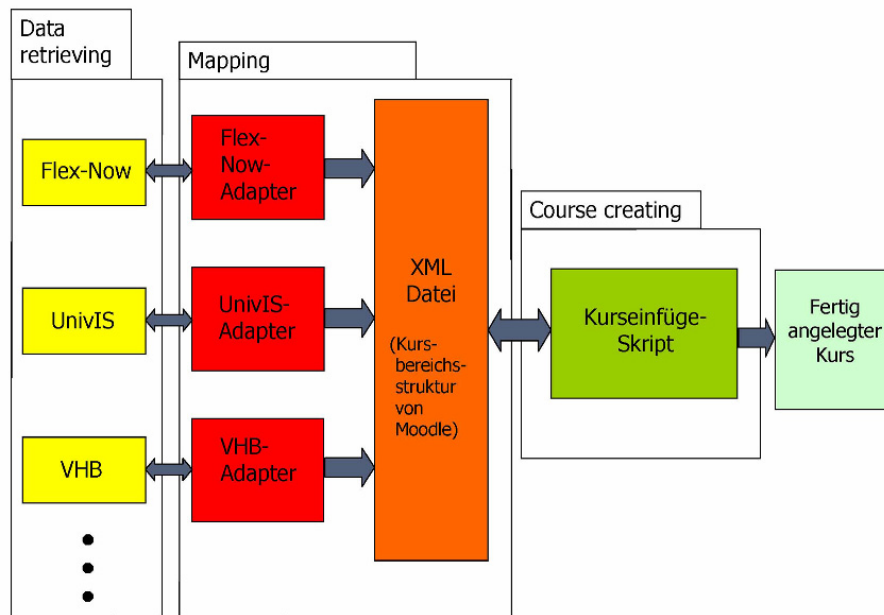 Data
retrieving
Flex-Now
UnivIS
VHB
Mapping
Flex-
Now-
Adapter
UnivIS-
Adapter
VHB-
Adapter
XML
Datei
(Kurs-
bereichs-
struktur
von
Moodle)
Course creating
Kurseinfüge-
Skript
Fertig
angelegter
Kurs